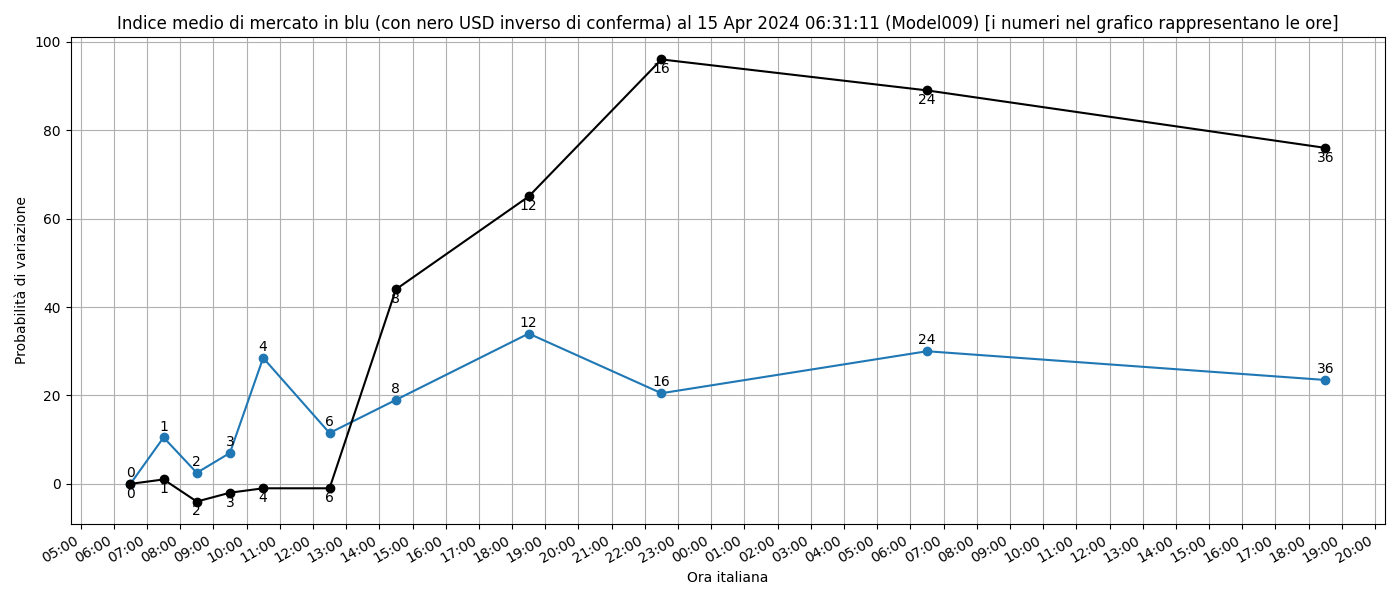 Indice medio di mercato in blu (con nero USD inverso di conferma) al 15 Apr 2024 06:31:11 (Model009) [i numeri nel grafico rappresentano le ore]
Probabilità di variazione
100
80
60
40
20
0
0 1 2 3 4 6 8 12 16 24 36
0 1 2 3 4 6 8 12 16 24 36
05:00 06:00 07:00 08:00 09:00 10:00 11:00 12:00 13:00 14:00 15:00 16:00 17:00 18:00 19:00 20:00 21:00 22:00 23:00 00:00 01:00 02:00 03:00 04:00 05:00 06:00 07:00 08:00 09:00 10:00 11:00 12:00 13:00 14:00 15:00 16:00 17:00 18:00 19:00 20:00
Ora italiana